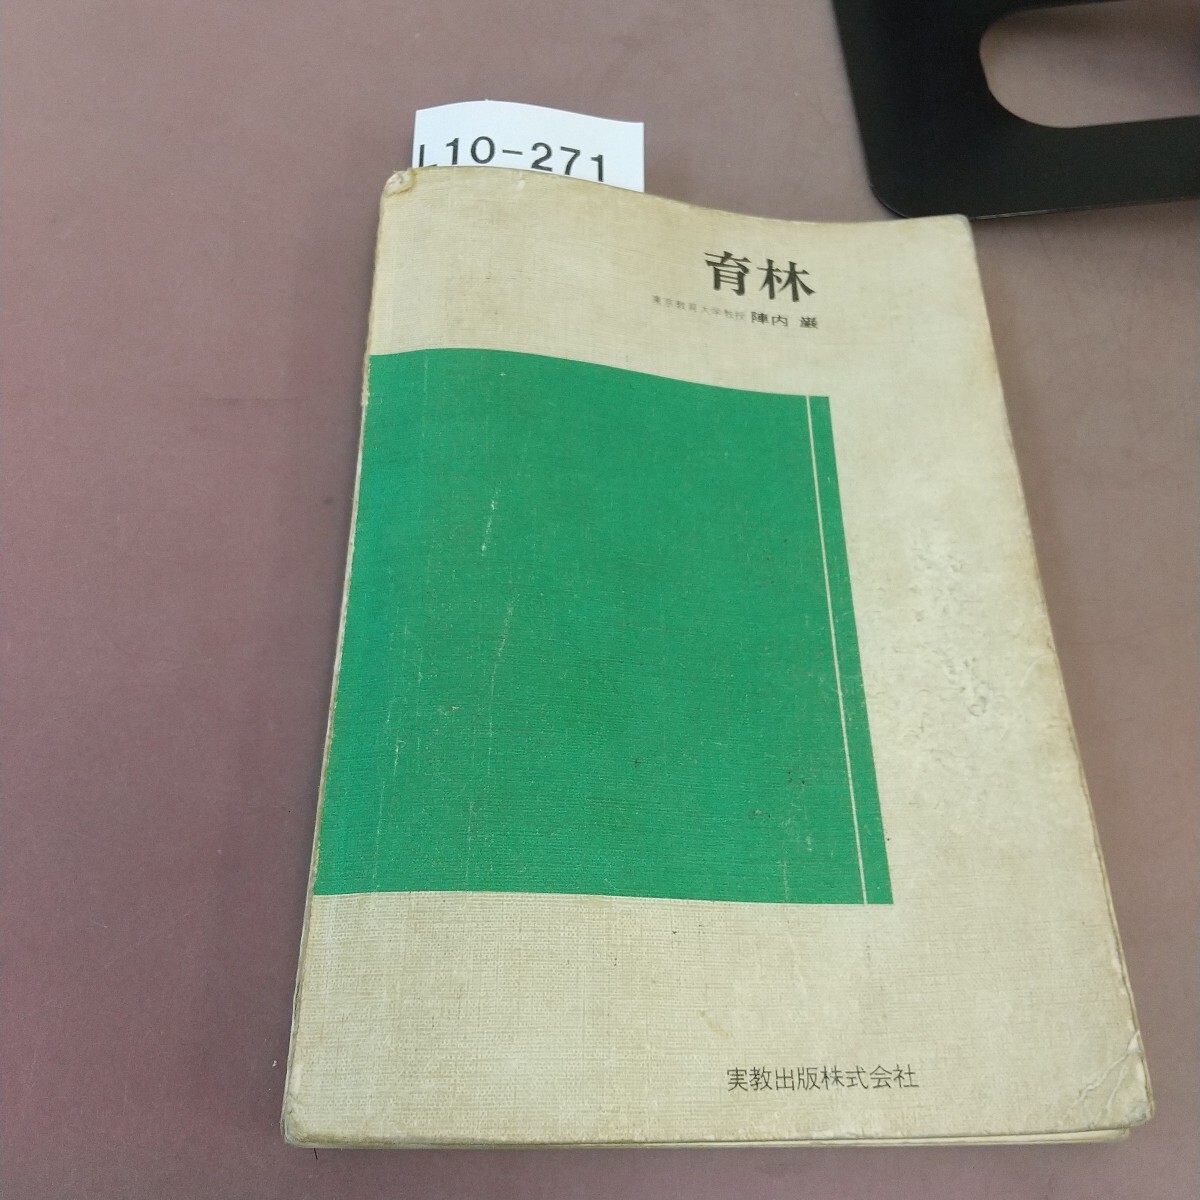 L10-271
育林
東京教育大学教授 陣内 巌
実教出版株式会社